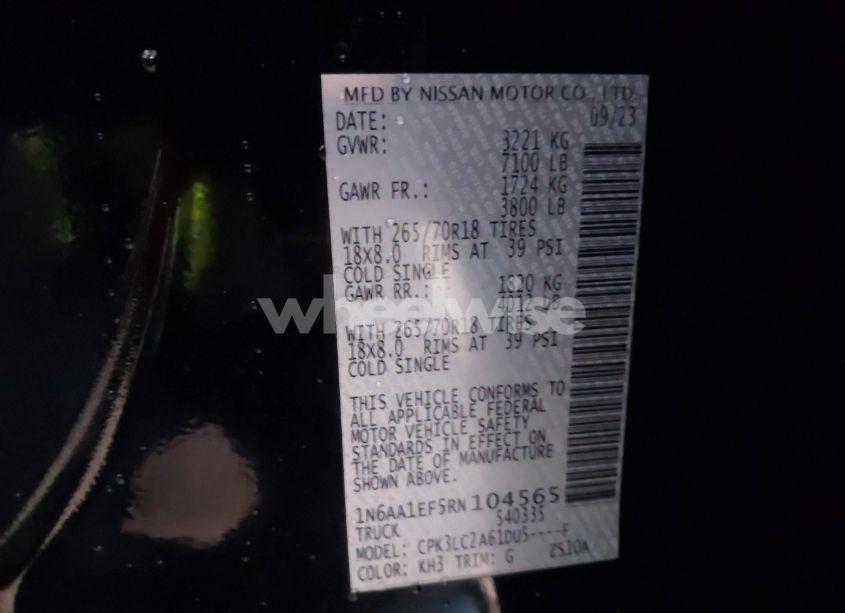 MFD BY NISSAN MOTOR CO., LTD.
DATE: 09/23
GVWR: 3221 KG
7100 LB
GAWR FR.: 1724 KG
3800 LB
WITH 265/70R18 TIRES
18X8.0 RIMS AT 39 PSI
COLD SINGLE
GAWR RR.: 1820 KG
4012 LB
wheelwise
WITH 265/70R18 TIRES
18X8.0 RIMS AT 39 PSI
COLD SINGLE
THIS VEHICLE CONFORMS TO
ALL APPLICABLE FEDERAL
MOTOR VEHICLE SAFETY
STANDARDS IN EFFECT ON
THE DATE OF MANUFACTURE
SHOWN ABOVE.
1N6AA1EF5RN104565
TRUCK 540335
MODEL: CPK3LC2A61DU5----F
COLOR: KH3 TRIM: G ZS10A